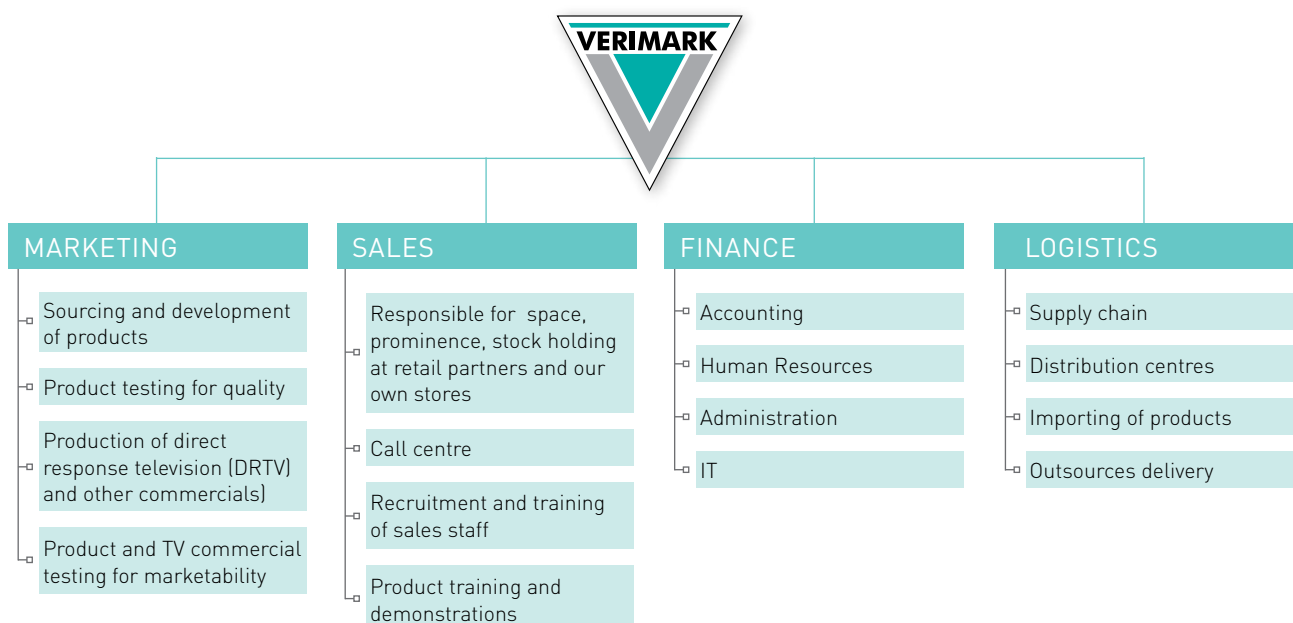 VERIMARK
MARKETING
Sourcing and development
of products
Product testing for quality
Production of direct
response television (DRTV)
and other commercials)
Product and TV commercial
testing for marketability
SALES
Responsible for space,
prominence, stock holding
at retail partners and our
own stores
Call centre
Recruitment and training
of sales staff
Product training and
demonstrations
FINANCE
Accounting
Human Resources
Administration
IT
LOGISTICS
Supply chain
Distribution centres
Importing of products
Outsources delivery